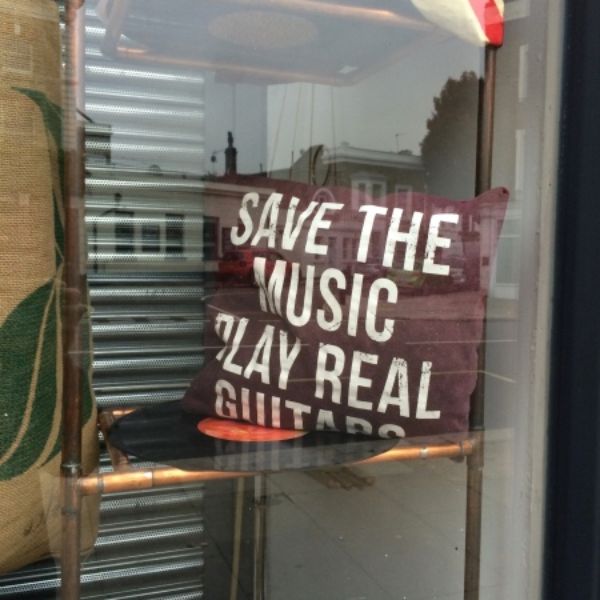 SAVE THE
MUSIC
PLAY REAL
GUITARS